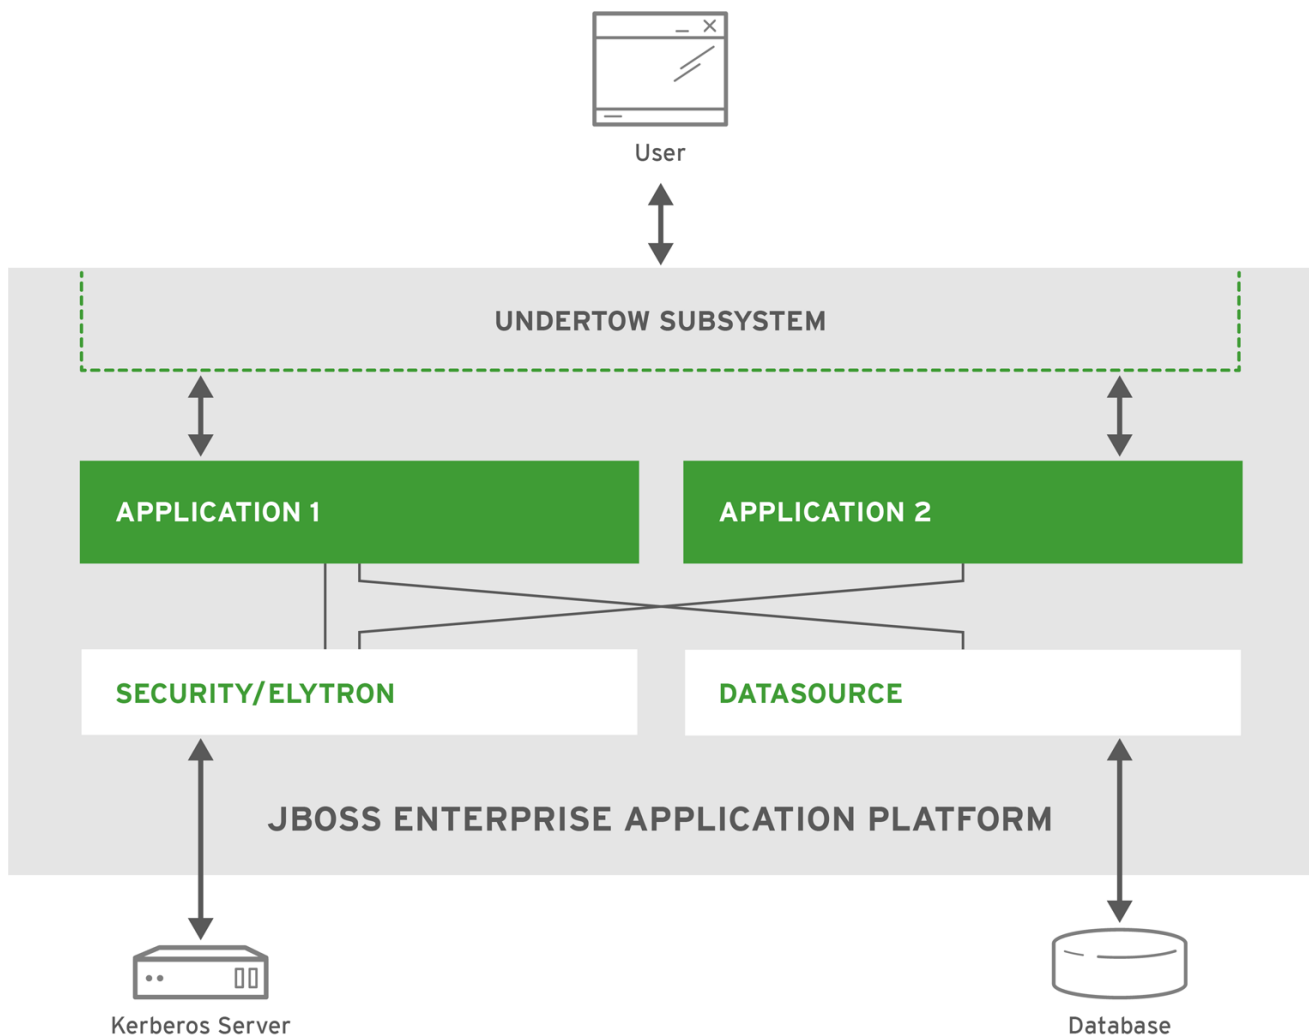 User
UNDERTOW SUBSYSTEM
APPLICATION 1
APPLICATION 2
SECURITY/ELYTRON
DATASOURCE
JBOSS ENTERPRISE APPLICATION PLATFORM
Kerberos Server
Database